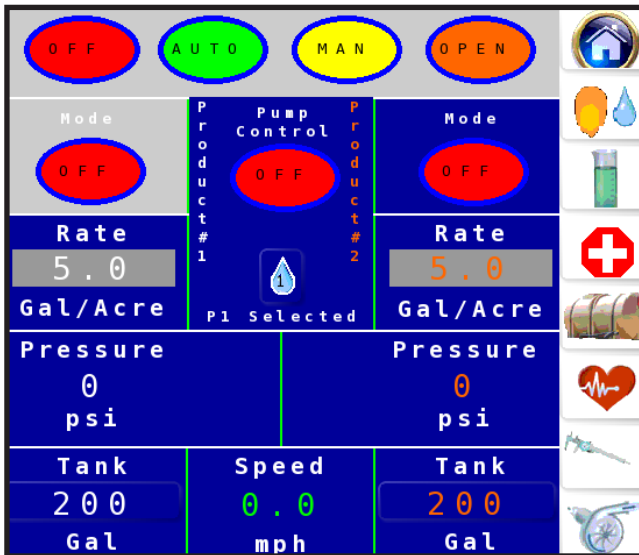 OFF AUTO MAN OPEN
Mode
OFF
Product#1
Pump
Control
OFF
Product#2
Mode
OFF
Rate
5.0
Gal/Acre
1
P1 Selected
Rate
5.0
Gal/Acre
Pressure
0
psi
Pressure
0
psi
Tank
200
Gal
Speed
0.0
mph
Tank
200
Gal